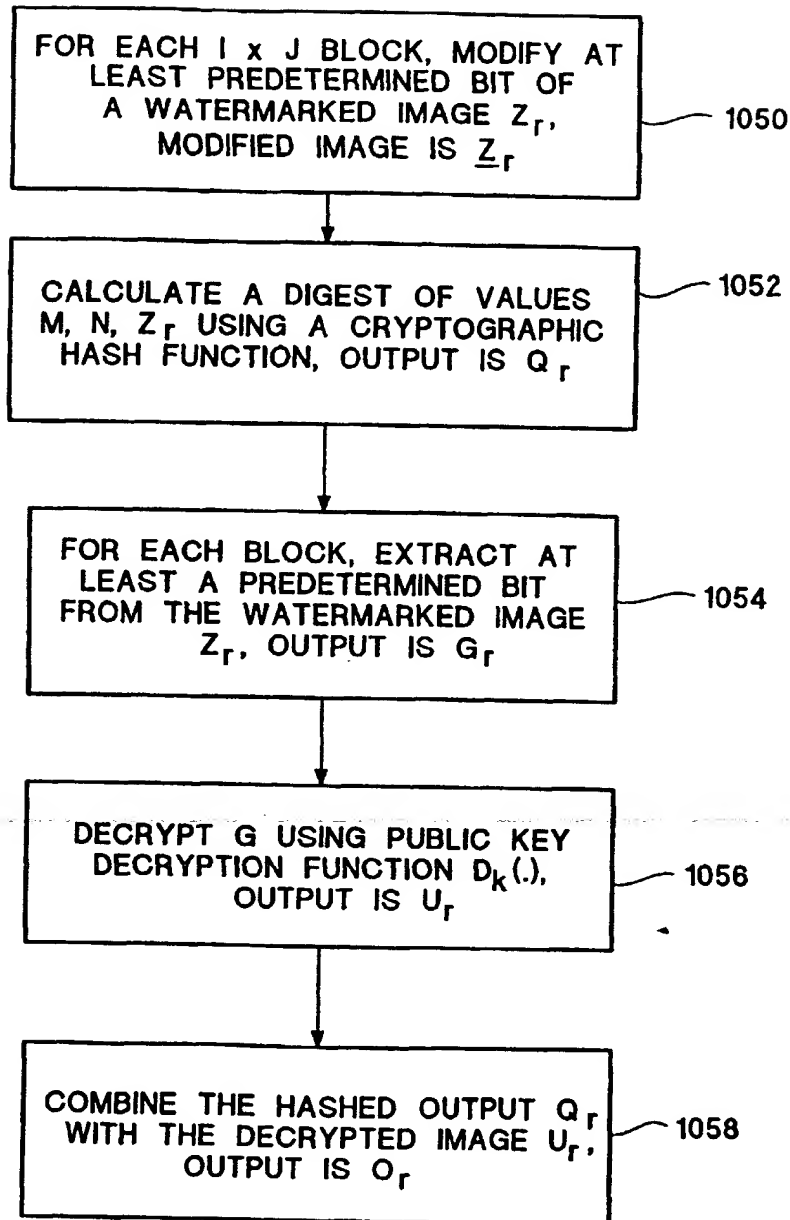 FOR EACH I x J BLOCK, MODIFY AT
LEAST PREDETERMINED BIT OF
A WATERMARKED IMAGE Zr,
MODIFIED IMAGE IS Zr
1050
CALCULATE A DIGEST OF VALUES
M, N, Zr USING A CRYPTOGRAPHIC
HASH FUNCTION, OUTPUT IS Qr
1052
FOR EACH BLOCK, EXTRACT AT
LEAST A PREDETERMINED BIT
FROM THE WATERMARKED IMAGE
Zr, OUTPUT IS Gr
1054
DECRYPT G USING PUBLIC KEY
DECRYPTION FUNCTION Dk(.),
OUTPUT IS Ur
1056
COMBINE THE HASHED OUTPUT Qr
WITH THE DECRYPTED IMAGE Ur,
OUTPUT IS Or
1058